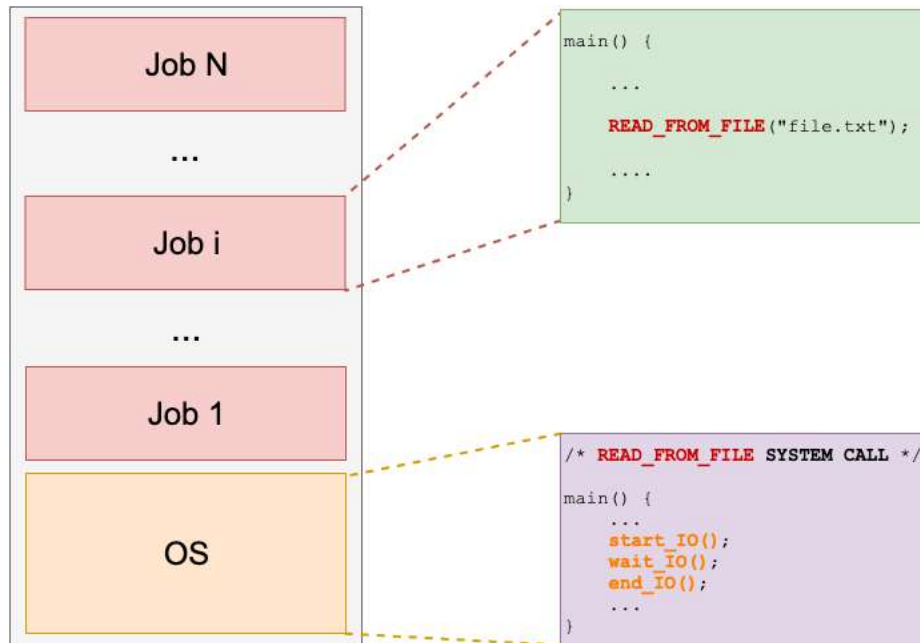 Job N
...
Job i
...
Job 1
OS
main() {
...
READ_FROM_FILE("file.txt");
....
}
/* READ_FROM_FILE SYSTEM CALL */
main() {
...
start_IO();
wait_IO();
end_IO();
...
}